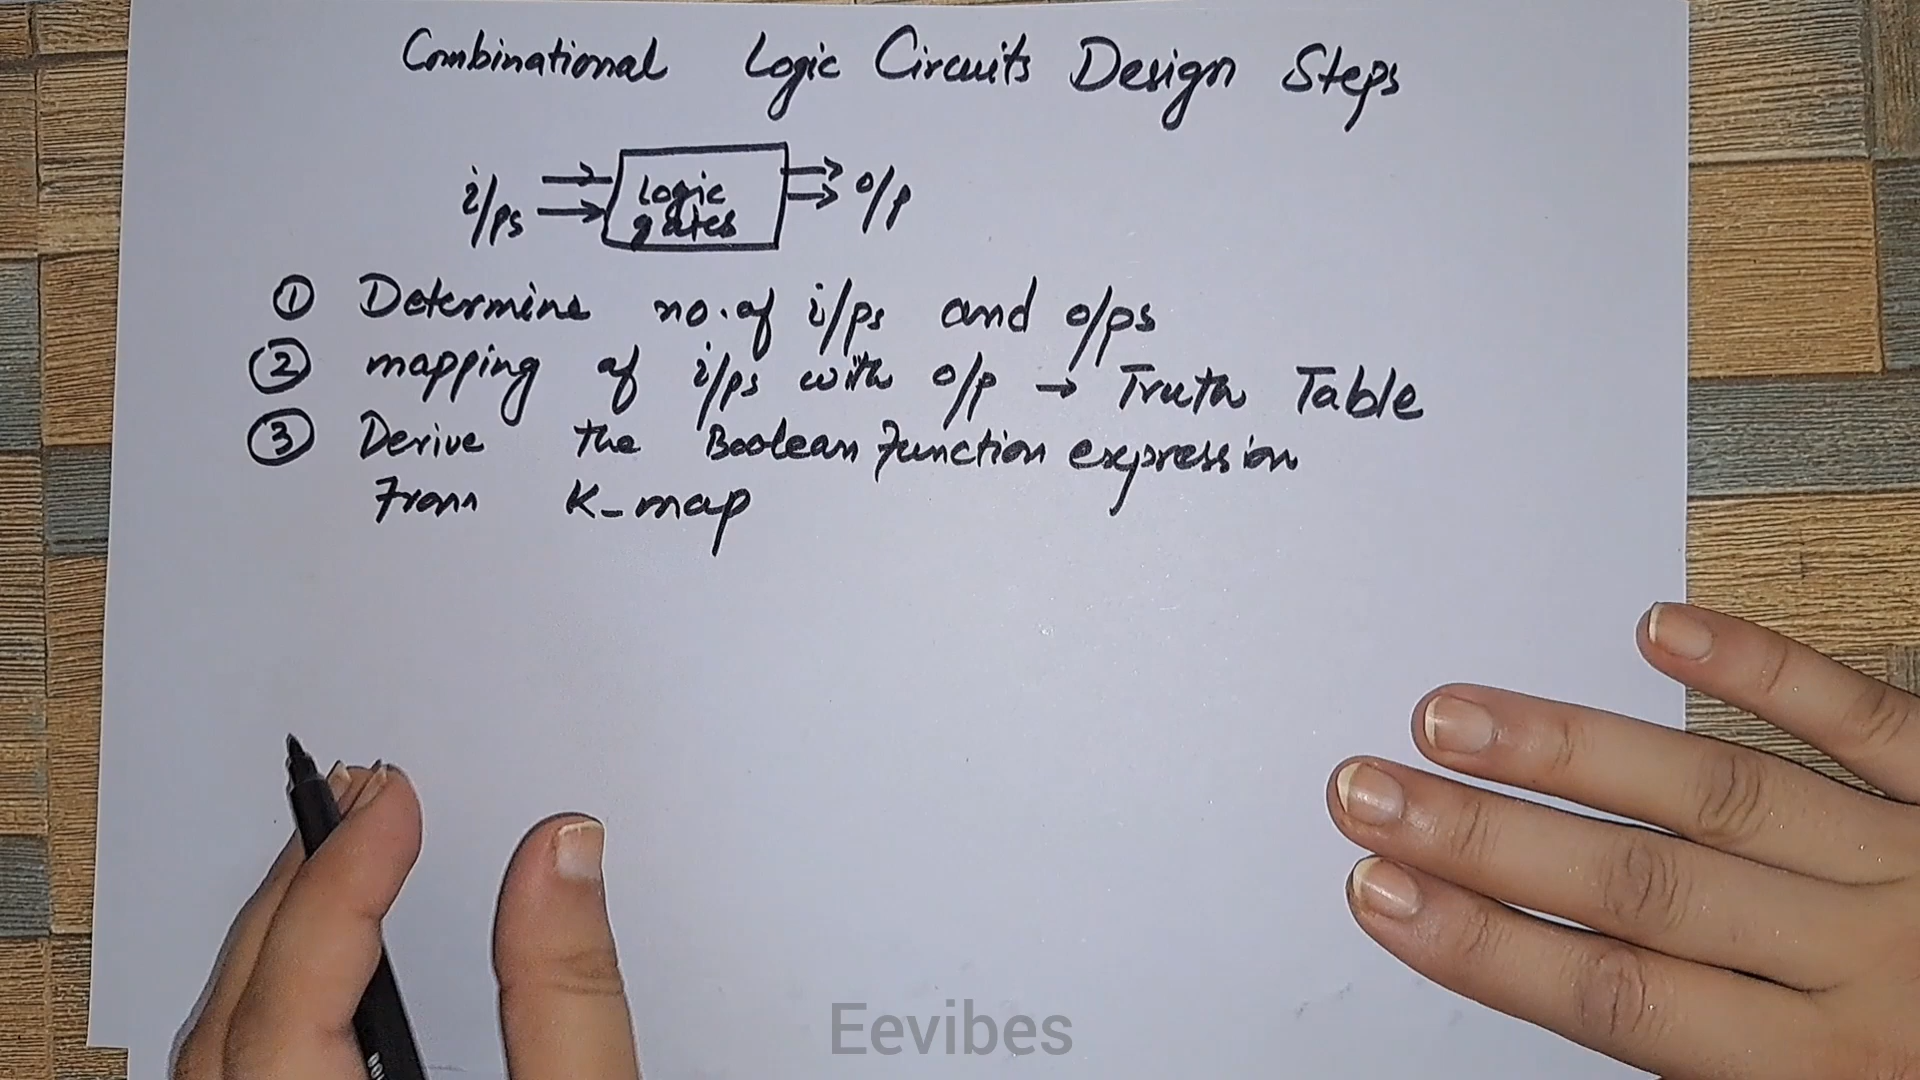 Combinational Logic Circuits Design Steps
i/ps Logic gates o/p
① Determine no. of i/ps and o/ps
② mapping of i/ps with o/p → Truth Table
③ Derive the Boolean Function expression
From K-map
Eevibes